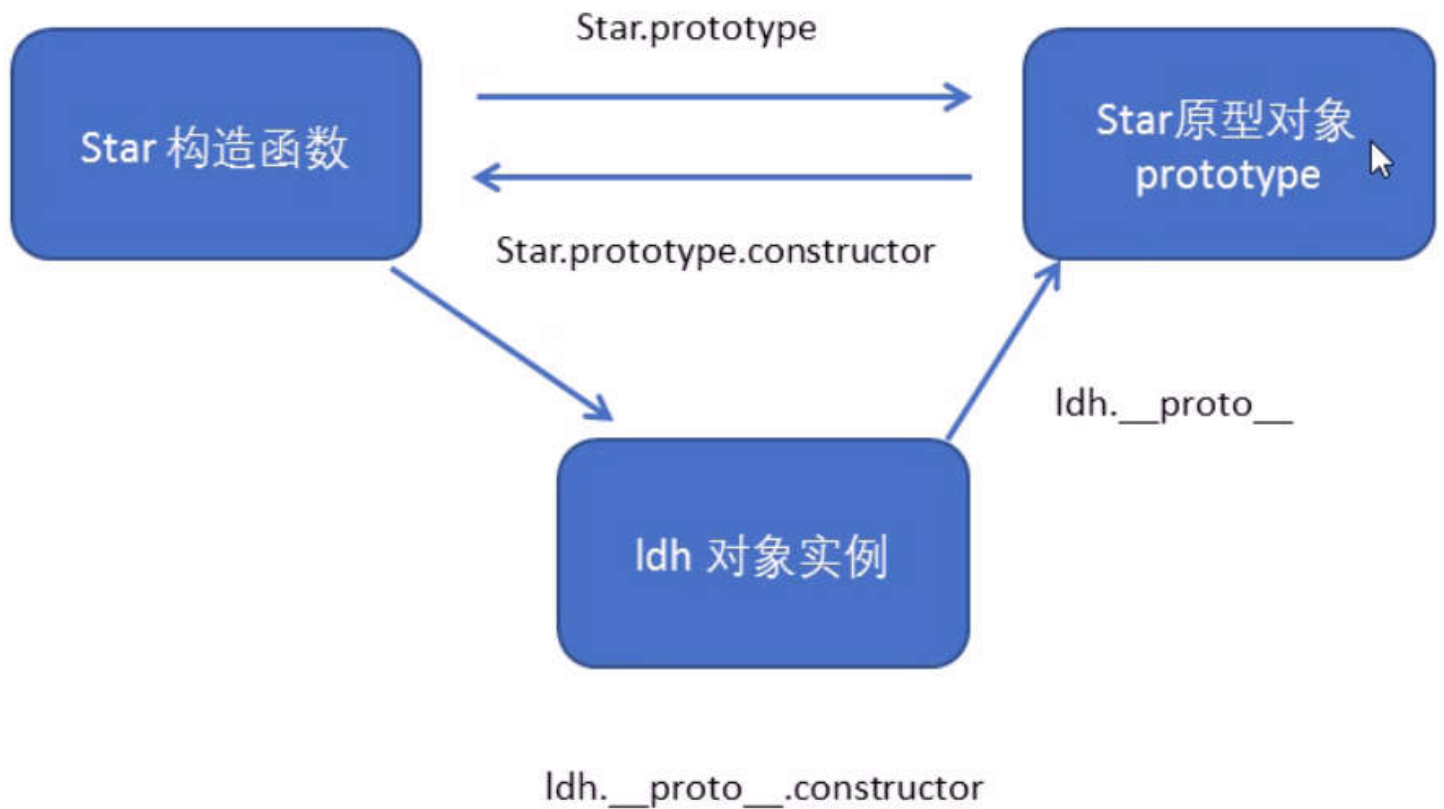 Star.prototype
Star 构造函数
Star原型对象
prototype
Star.prototype.constructor
ldh.__proto__
ldh 对象实例
ldh.__proto__.constructor